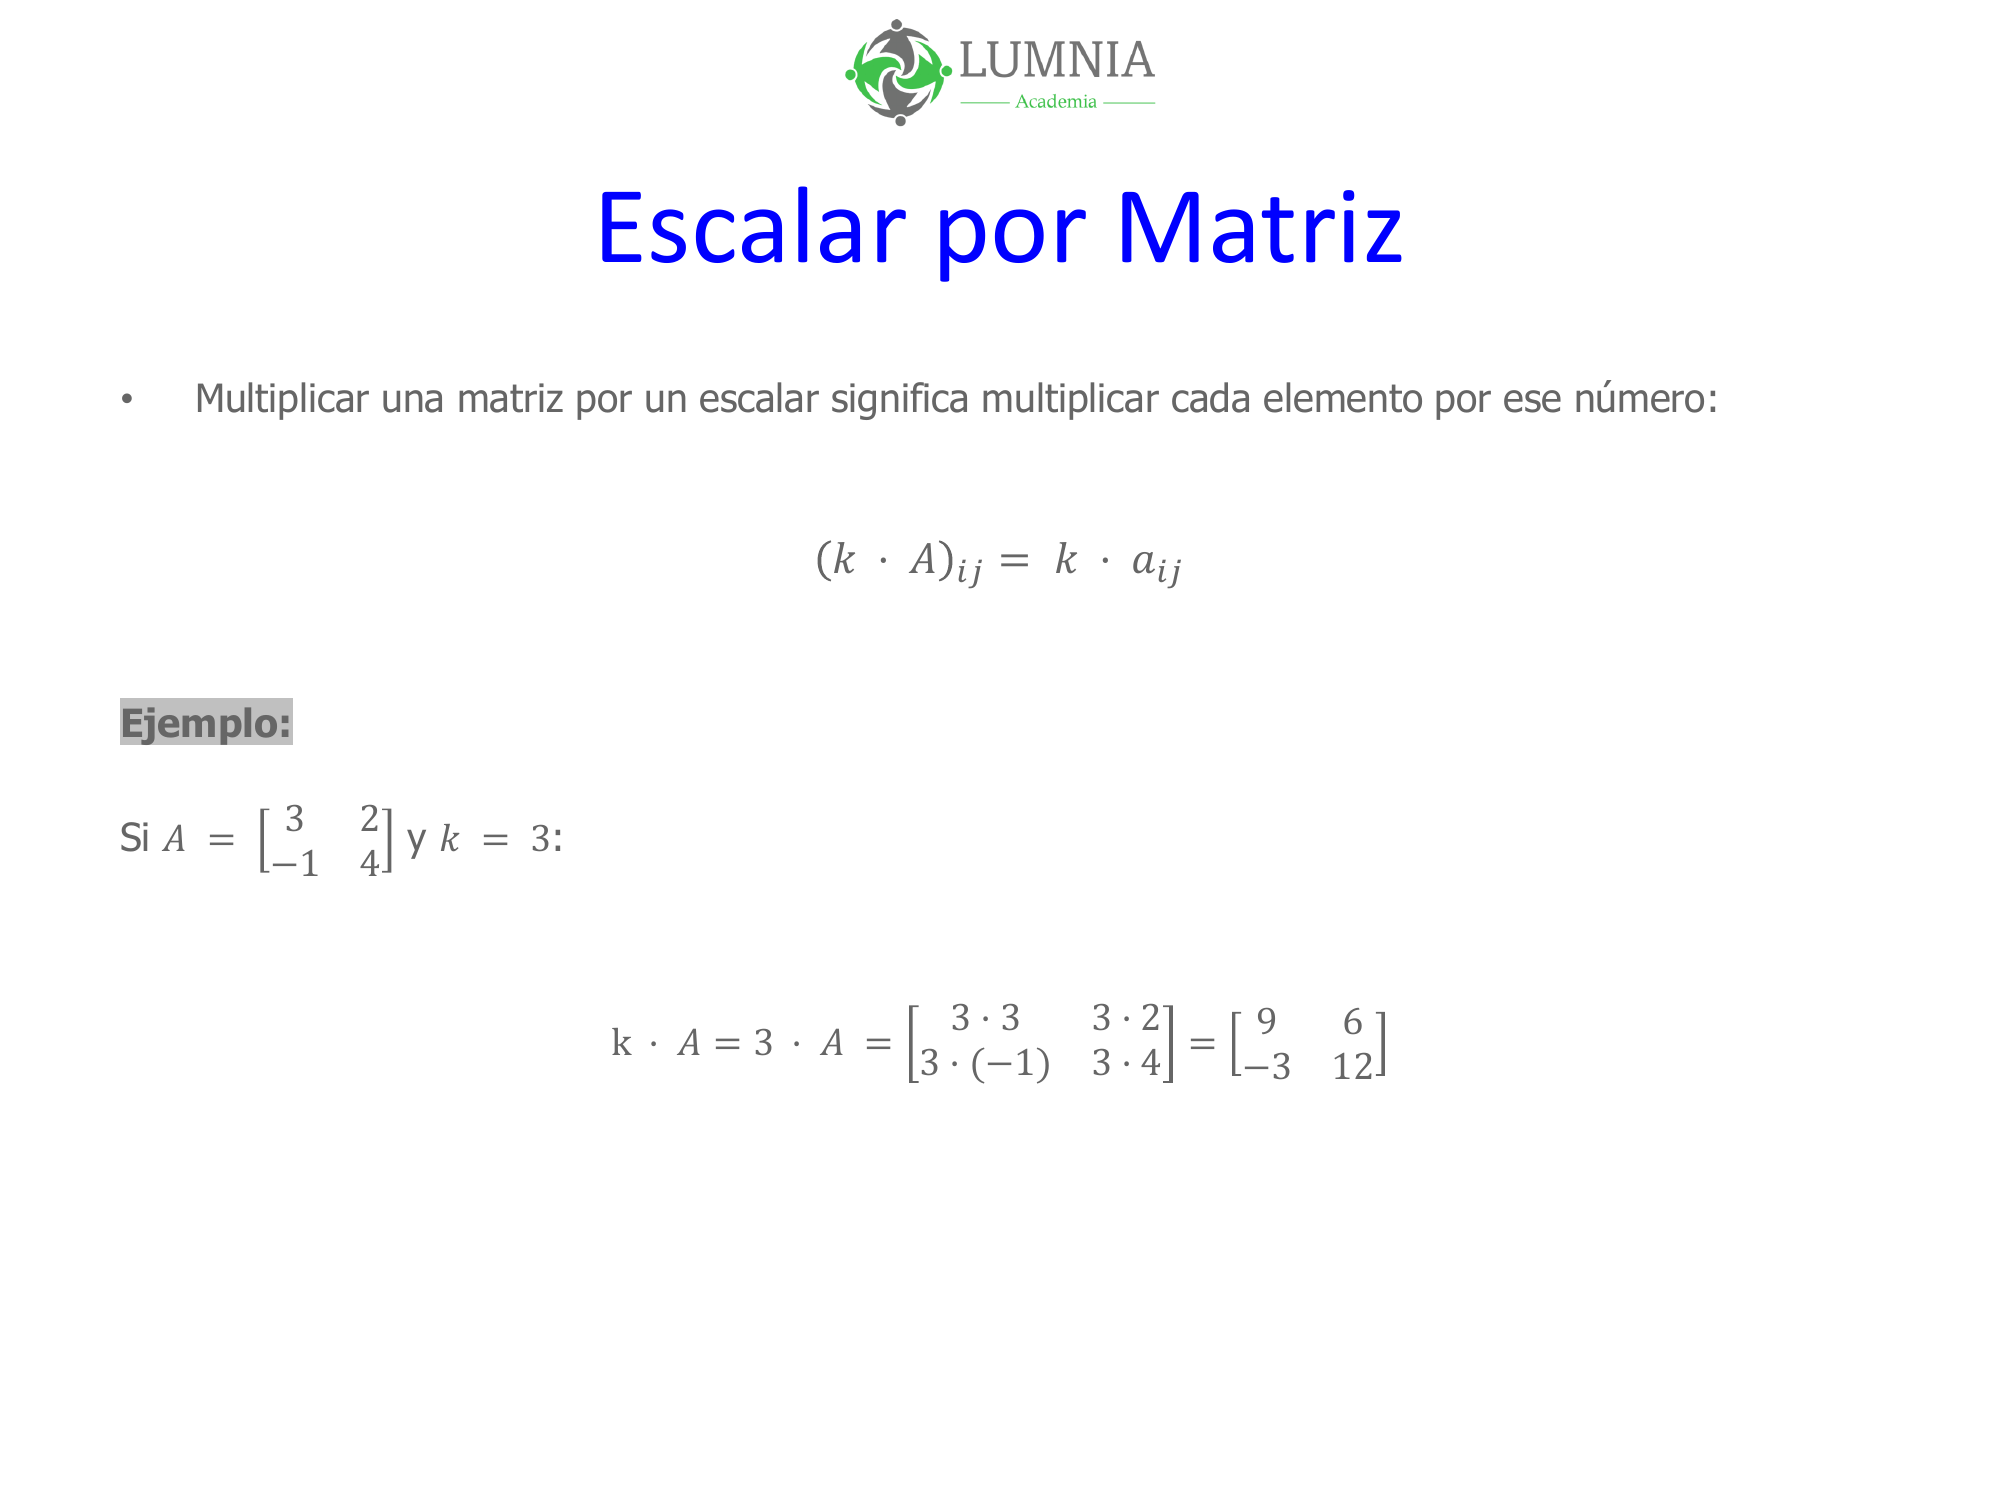 LUMNIA
Academia
Escalar por Matriz
• Multiplicar una matriz por un escalar significa multiplicar cada elemento por ese número:
$(k \cdot A)_{ij} = k \cdot a_{ij}$
Ejemplo:
Si $A = \begin{bmatrix} 3 & 2 \\ -1 & 4 \end{bmatrix}$ y $k = 3$:
$\mathrm{k} \cdot A = 3 \cdot A = \begin{bmatrix} 3 \cdot 3 & 3 \cdot 2 \\ 3 \cdot (-1) & 3 \cdot 4 \end{bmatrix} = \begin{bmatrix} 9 & 6 \\ -3 & 12 \end{bmatrix}$